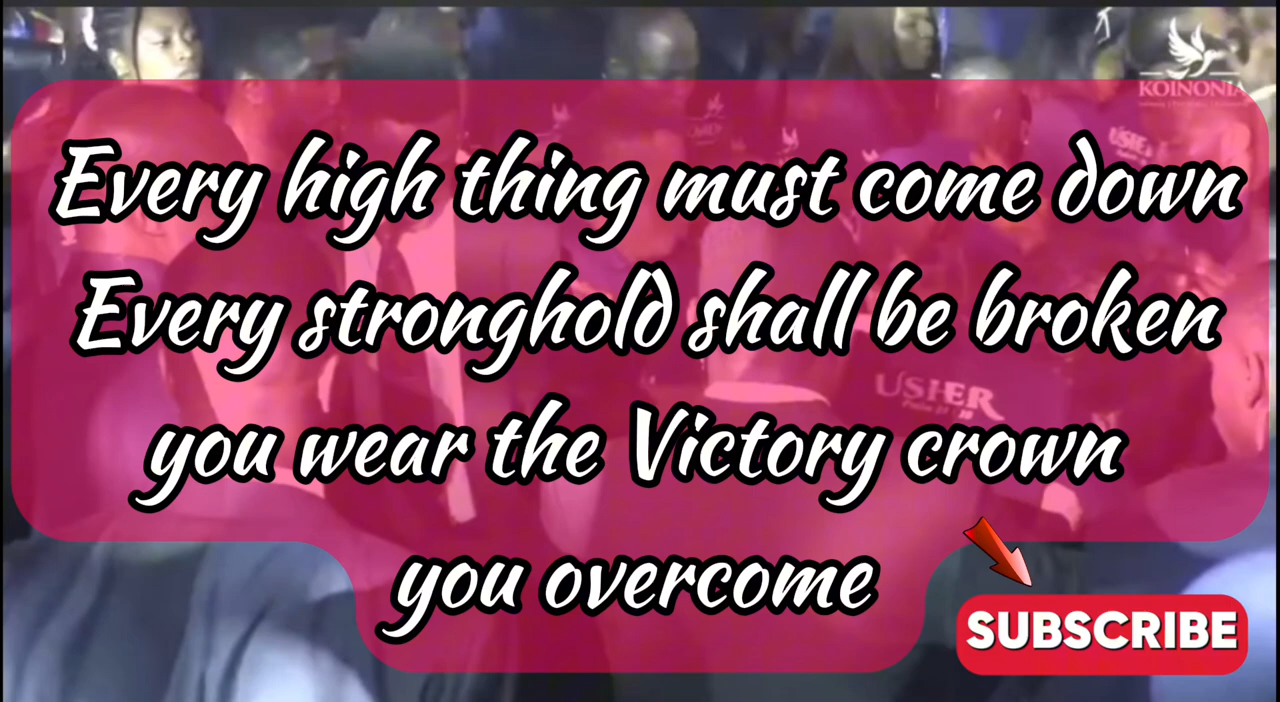 KOINONIA
Every high thing must come down
Every stronghold shall be broken
USHER
you wear the Victory crown
you overcome
SUBSCRIBE